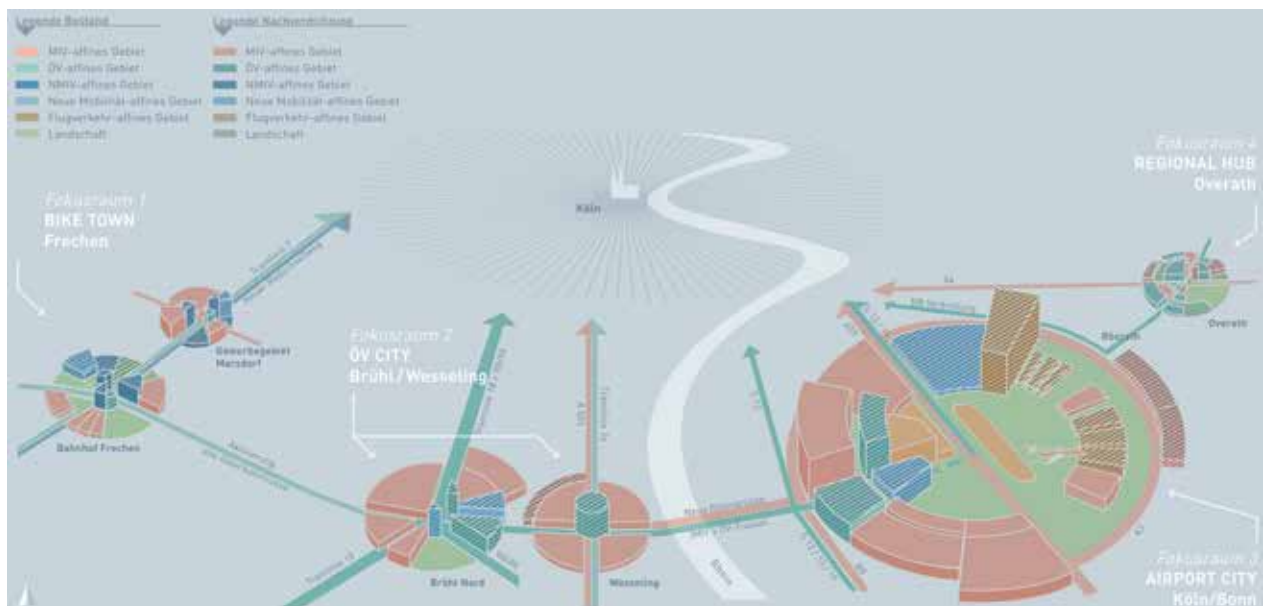 Legende Bestand
MIV-affines Gebiet
ÖV-affines Gebiet
NMIV-affines Gebiet
Neue Mobilität-affines Gebiet
Flugverkehr-affines Gebiet
Landschaft
Legende Nachverdichtung
MIV-affines Gebiet
ÖV-affines Gebiet
NMIV-affines Gebiet
Neue Mobilität-affines Gebiet
Flugverkehr-affines Gebiet
Landschaft
Fokusraum 1
BIKE TOWN
Frechen
Gewerbegebiet
Marsdorf
Bahnhof Frechen
Köln
Fokusraum 2
ÖV CITY
Brühl/Wesseling
Brühl Nord
Wesseling
Rhein
Fokusraum 4
REGIONAL HUB
Overath
Overath
Rösrath
Fokusraum 3
AIRPORT CITY
Köln/Bonn